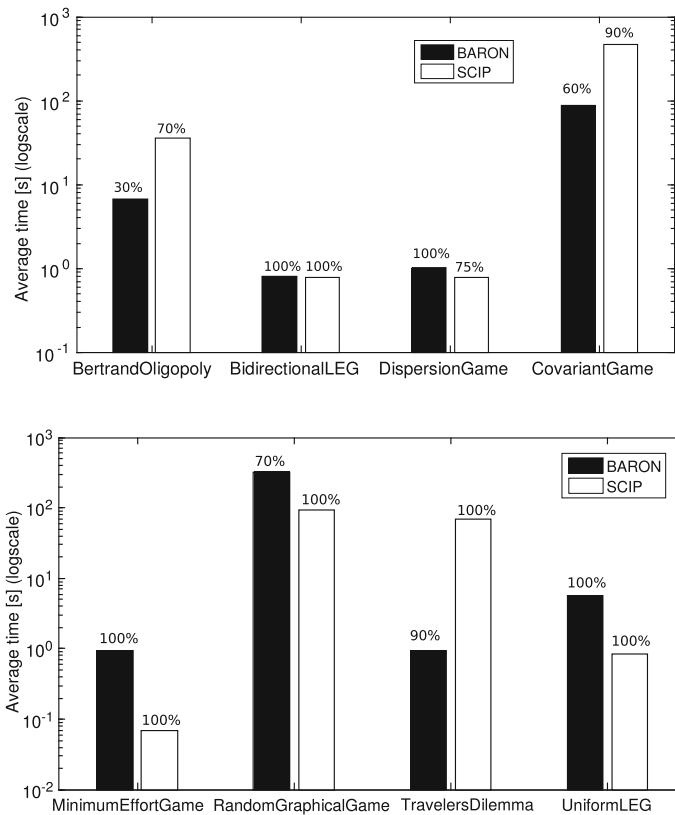 10^3
10^2
10^1
10^0
10^-1
Average time [s] (logscale)
BARON
SCIP
30%
70%
100%
100%
100%
75%
60%
90%
BertrandOligopoly
BidirectionalLEG
DispersionGame
CovariantGame
10^3
10^2
10^1
10^0
10^-1
10^-2
Average time [s] (logscale)
BARON
SCIP
100%
100%
70%
100%
90%
100%
100%
100%
MinimumEffortGame
RandomGraphicalGame
TravelersDilemma
UniformLEG